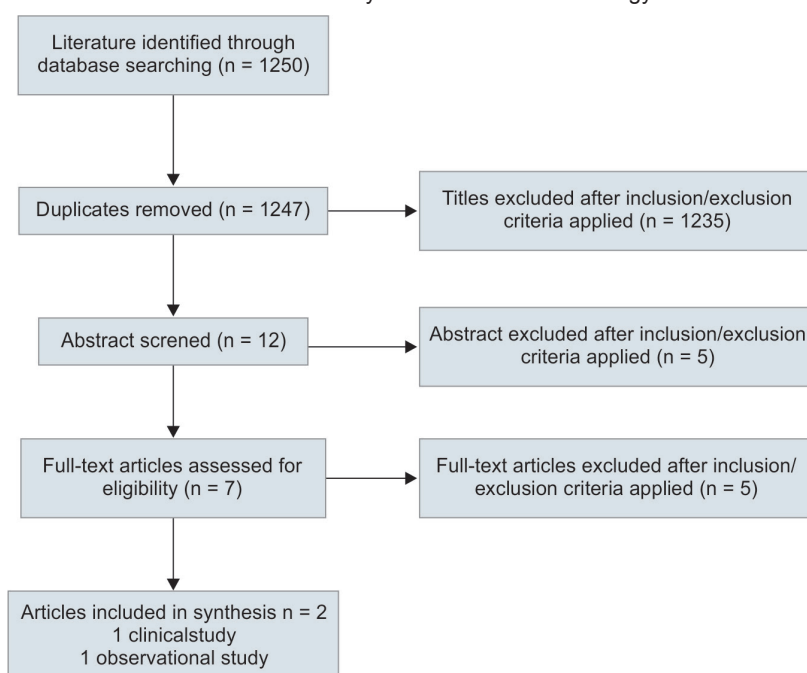 Literature identified through
database searching (n = 1250)
Duplicates removed (n = 1247)
Titles excluded after inclusion/exclusion
criteria applied (n = 1235)
Abstract screned (n = 12)
Abstract excluded after inclusion/exclusion
criteria applied (n = 5)
Full-text articles assessed for
eligibility (n = 7)
Full-text articles excluded after inclusion/
exclusion criteria applied (n = 5)
Articles included in synthesis n = 2
1 clinicalstudy
1 observational study